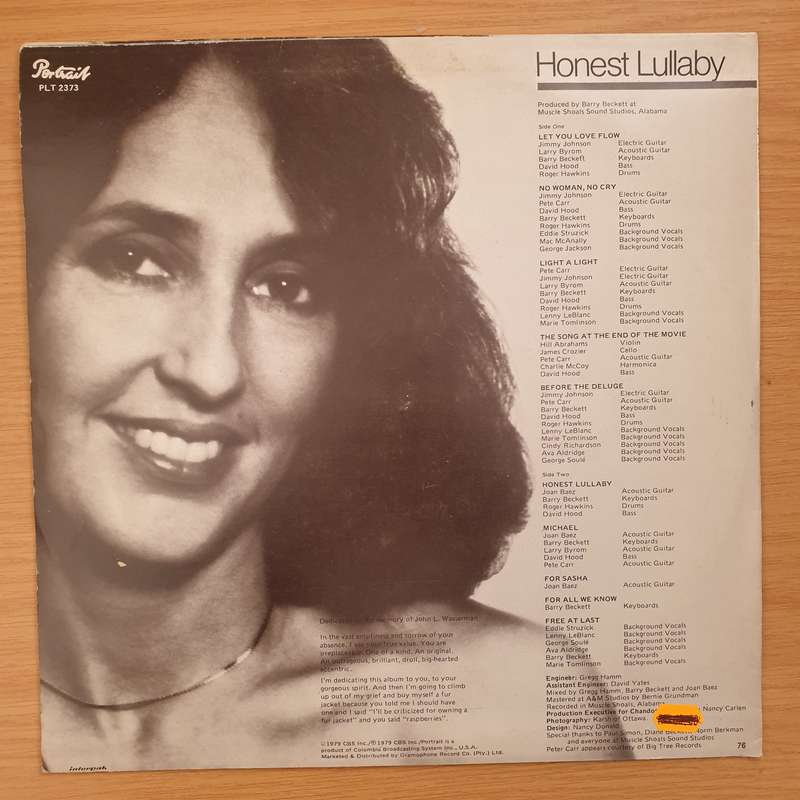 Portrait
PLT 2373
Honest Lullaby
Produced by Barry Beckett at
Muscle Shoals Sound Studios, Alabama
Side One
LET YOU LOVE FLOW
Jimmy Johnson Electric Guitar
Larry Byrom Acoustic Guitar
Barry Beckett Keyboards
David Hood Bass
Roger Hawkins Drums
NO WOMAN, NO CRY
Jimmy Johnson Electric Guitar
Pete Carr Acoustic Guitar
David Hood Bass
Barry Beckett Keyboards
Roger Hawkins Drums
Eddie Struzick Background Vocals
Mac McAnally Background Vocals
George Jackson Background Vocals
LIGHT A LIGHT
Pete Carr Electric Guitar
Jimmy Johnson Electric Guitar
Larry Byrom Acoustic Guitar
Barry Beckett Keyboards
David Hood Bass
Roger Hawkins Drums
Lenny LeBlanc Background Vocals
Marie Tomlinson Background Vocals
THE SONG AT THE END OF THE MOVIE
Hill Abrahams Violin
James Crozier Cello
Pete Carr Acoustic Guitar
Charlie McCoy Harmonica
David Hood Bass
BEFORE THE DELUGE
Jimmy Johnson Electric Guitar
Pete Carr Acoustic Guitar
Barry Beckett Keyboards
David Hood Bass
Roger Hawkins Drums
Lenny LeBlanc Background Vocals
Marie Tomlinson Background Vocals
Cindy Richardson Background Vocals
Ava Aldridge Background Vocals
George Soulé Background Vocals
Side Two
HONEST LULLABY
Joan Baez Acoustic Guitar
Barry Beckett Keyboards
Roger Hawkins Drums
David Hood Bass
MICHAEL
Joan Baez Acoustic Guitar
Barry Beckett Keyboards
Larry Byrom Acoustic Guitar
David Hood Bass
Pete Carr Acoustic Guitar
FOR SASHA
Joan Baez Acoustic Guitar
FOR ALL WE KNOW
Barry Beckett Keyboards
FREE AT LAST
Eddie Struzick Background Vocals
Lenny LeBlanc Background Vocals
George Soulé Background Vocals
Ava Aldridge Background Vocals
Barry Beckett Keyboards
Marie Tomlinson Background Vocals
Engineer: Gregg Hamm
Assistant Engineer: David Yates
Mixed by Gregg Hamm, Barry Beckett and Joan Baez
Mastered at A&M Studios by Bernie Grundman
Recorded in Muscle Shoals, Alabama
Production Executive for Chandos Nancy Carlen
Photography: Karsh of Ottawa
Design: Nancy Donald
Special thanks to Paul Simon, Diane Beckett, Norin Berkman
and everyone at Muscle Shoals Sound Studios
Peter Carr appears courtesy of Big Tree Records
76
Dedicated to the memory of John L. Wasserman
In the vast emptiness and sorrow of your
absence, I see your true value. You are
irreplaceable. One of a kind. An original.
An outrageous, brilliant, droll, big-hearted
eccentric.
I'm dedicating this album to you, to your
gorgeous spirit. And then I'm going to climb
up out of my grief and buy myself a fur
jacket because you told me I should have
one and I said "I'll be criticized for owning a
fur jacket" and you said "raspberries".
© 1979 CBS Inc./℗ 1979 CBS Inc./Portrait is a
product of Columbia Broadcasting System Inc., U.S.A.
Marketed & Distributed by Gramophone Record Co. (Pty.) Ltd.
interpak